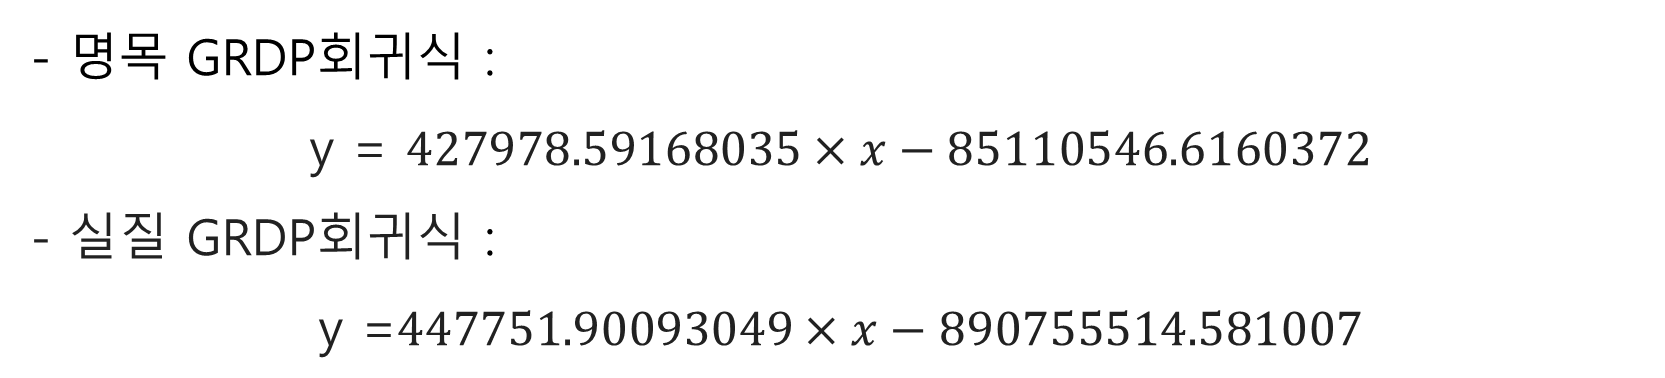 - 명목 GRDP회귀식 :
y = 427978.59168035 × x − 85110546.6160372
- 실질 GRDP회귀식 :
y =447751.90093049 × x − 890755514.581007